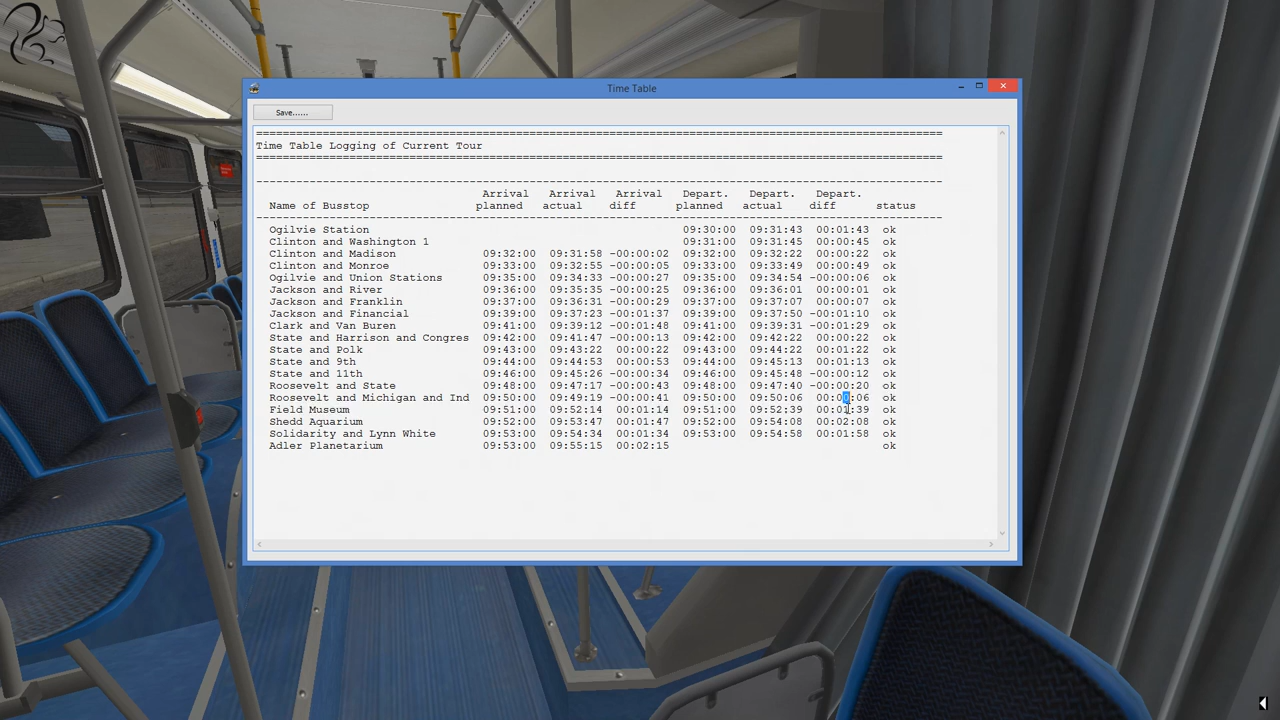 Time Table
Save......
==========================================================================================
Time Table Logging of Current Tour
==========================================================================================
------------------------------------------------------------------------------------------
Arrival Arrival Arrival Depart. Depart. Depart.
Name of Busstop planned actual diff planned actual diff status
------------------------------------------------------------------------------------------
Ogilvie Station 09:30:00 09:31:43 00:01:43 ok
Clinton and Washington 1 09:31:00 09:31:45 00:00:45 ok
Clinton and Madison 09:32:00 09:31:58 -00:00:02 09:32:00 09:32:22 00:00:22 ok
Clinton and Monroe 09:33:00 09:32:55 -00:00:05 09:33:00 09:33:49 00:00:49 ok
Ogilvie and Union Stations 09:35:00 09:34:33 -00:00:27 09:35:00 09:34:54 -00:00:06 ok
Jackson and River 09:36:00 09:35:35 -00:00:25 09:36:00 09:36:01 00:00:01 ok
Jackson and Franklin 09:37:00 09:36:31 -00:00:29 09:37:00 09:37:07 00:00:07 ok
Jackson and Financial 09:39:00 09:37:23 -00:01:37 09:39:00 09:37:50 -00:01:10 ok
Clark and Van Buren 09:41:00 09:39:12 -00:01:48 09:41:00 09:39:31 -00:01:29 ok
State and Harrison and Congres 09:42:00 09:41:47 -00:00:13 09:42:00 09:42:22 00:00:22 ok
State and Polk 09:43:00 09:43:22 00:00:22 09:43:00 09:44:22 00:01:22 ok
State and 9th 09:44:00 09:44:53 00:00:53 09:44:00 09:45:13 00:01:13 ok
State and 11th 09:46:00 09:45:26 -00:00:34 09:46:00 09:45:48 -00:00:12 ok
Roosevelt and State 09:48:00 09:47:17 -00:00:43 09:48:00 09:47:40 -00:00:20 ok
Roosevelt and Michigan and Ind 09:50:00 09:49:19 -00:00:41 09:50:00 09:50:06 00:00:06 ok
Field Museum 09:51:00 09:52:14 00:01:14 09:51:00 09:52:39 00:01:39 ok
Shedd Aquarium 09:52:00 09:53:47 00:01:47 09:52:00 09:54:08 00:02:08 ok
Solidarity and Lynn White 09:53:00 09:54:34 00:01:34 09:53:00 09:54:58 00:01:58 ok
Adler Planetarium 09:53:00 09:55:15 00:02:15 ok